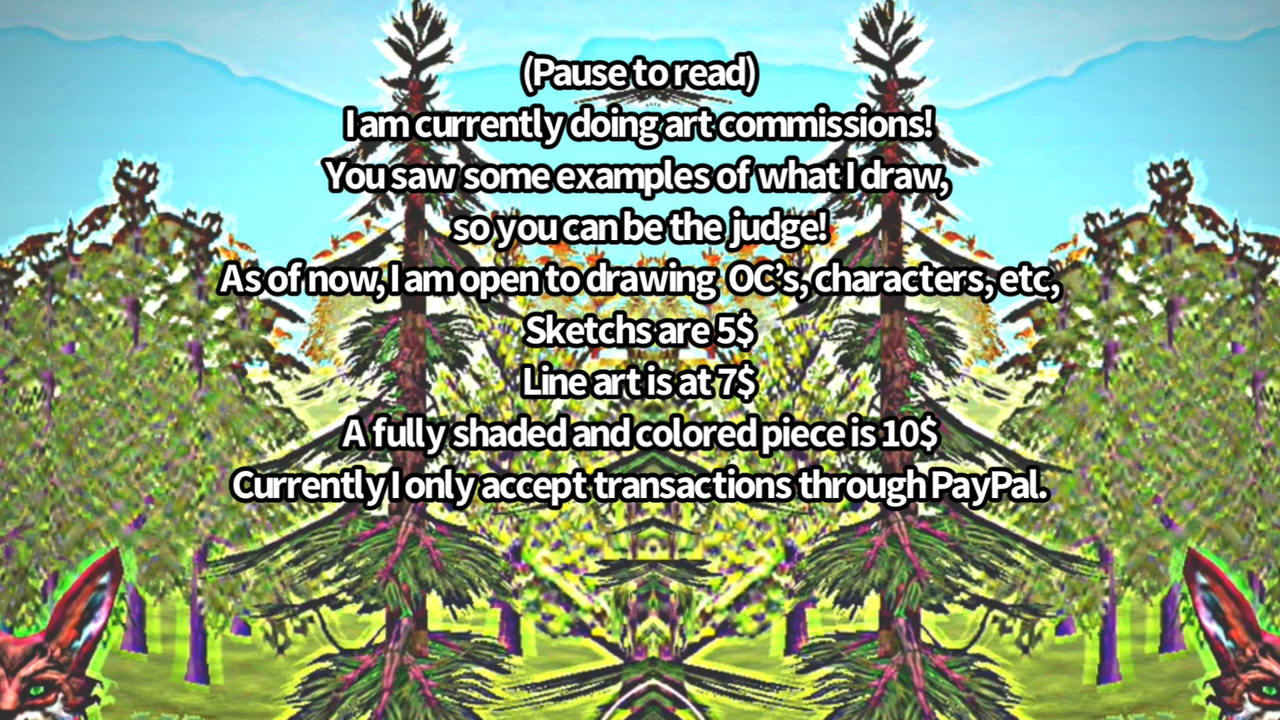 (Pause to read)
I am currently doing art commissions!
You saw some examples of what I draw,
so you can be the judge!
As of now, I am open to drawing OC’s, characters, etc,
Sketchs are 5$
Line art is at 7$
A fully shaded and colored piece is 10$
Currently I only accept transactions through PayPal.